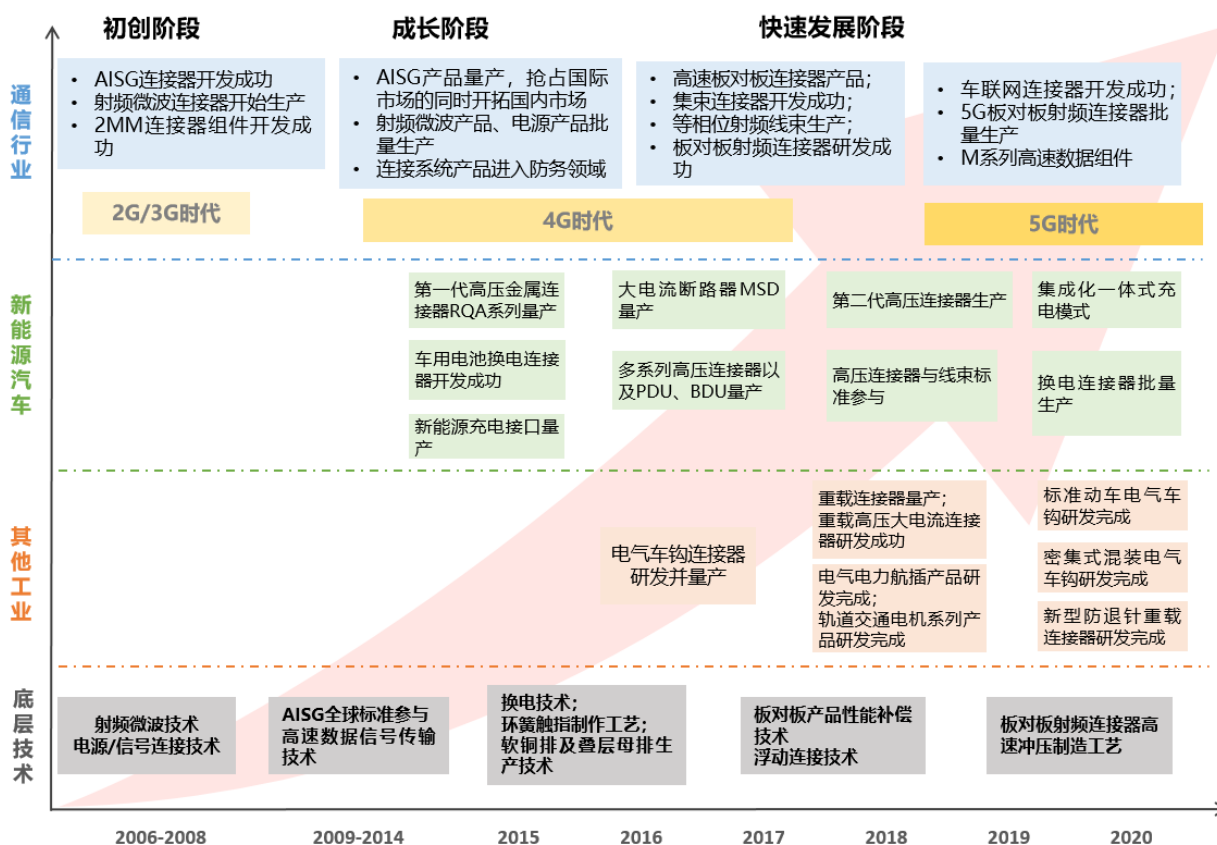 初创阶段
成长阶段
快速发展阶段
通信行业
• AISG连接器开发成功
• 射频微波连接器开始生产
• 2MM连接器组件开发成
功
• AISG产品量产，抢占国际
市场的同时开拓国内市场
• 射频微波产品、电源产品批
量生产
• 连接系统产品进入防务领域
• 高速板对板连接器产品；
• 集束连接器开发成功；
• 等相位射频线束生产；
• 板对板射频连接器研发成
功
• 车联网连接器开发成功；
• 5G板对板射频连接器批
量生产
• M系列高速数据组件
2G/3G时代
4G时代
5G时代
新能源汽车
第一代高压金属连
接器RQA系列量产
大电流断路器MSD
量产
第二代高压连接器生产
集成化一体式充
电模式
车用电池换电连接
器开发成功
多系列高压连接器以
及PDU、BDU量产
高压连接器与线束标
准参与
换电连接器批量
生产
新能源充电接口量
产
其他工业
电气车钩连接器
研发并量产
重载连接器量产；
重载高压大电流连接
器研发成功
电气电力航插产品研
发完成；
轨道交通电机系列产
品研发完成
标准动车电气车
钩研发完成
密集式混装电气
车钩研发完成
新型防退针重载
连接器研发完成
底层技术
射频微波技术
电源/信号连接技术
AISG全球标准参与
高速数据信号传输
技术
换电技术；
环簧触指制作工艺；
软铜排及叠层母排生
产技术
板对板产品性能补偿
技术
浮动连接技术
板对板射频连接器高
速冲压制造工艺
2006-2008
2009-2014
2015
2016
2017
2018
2019
2020